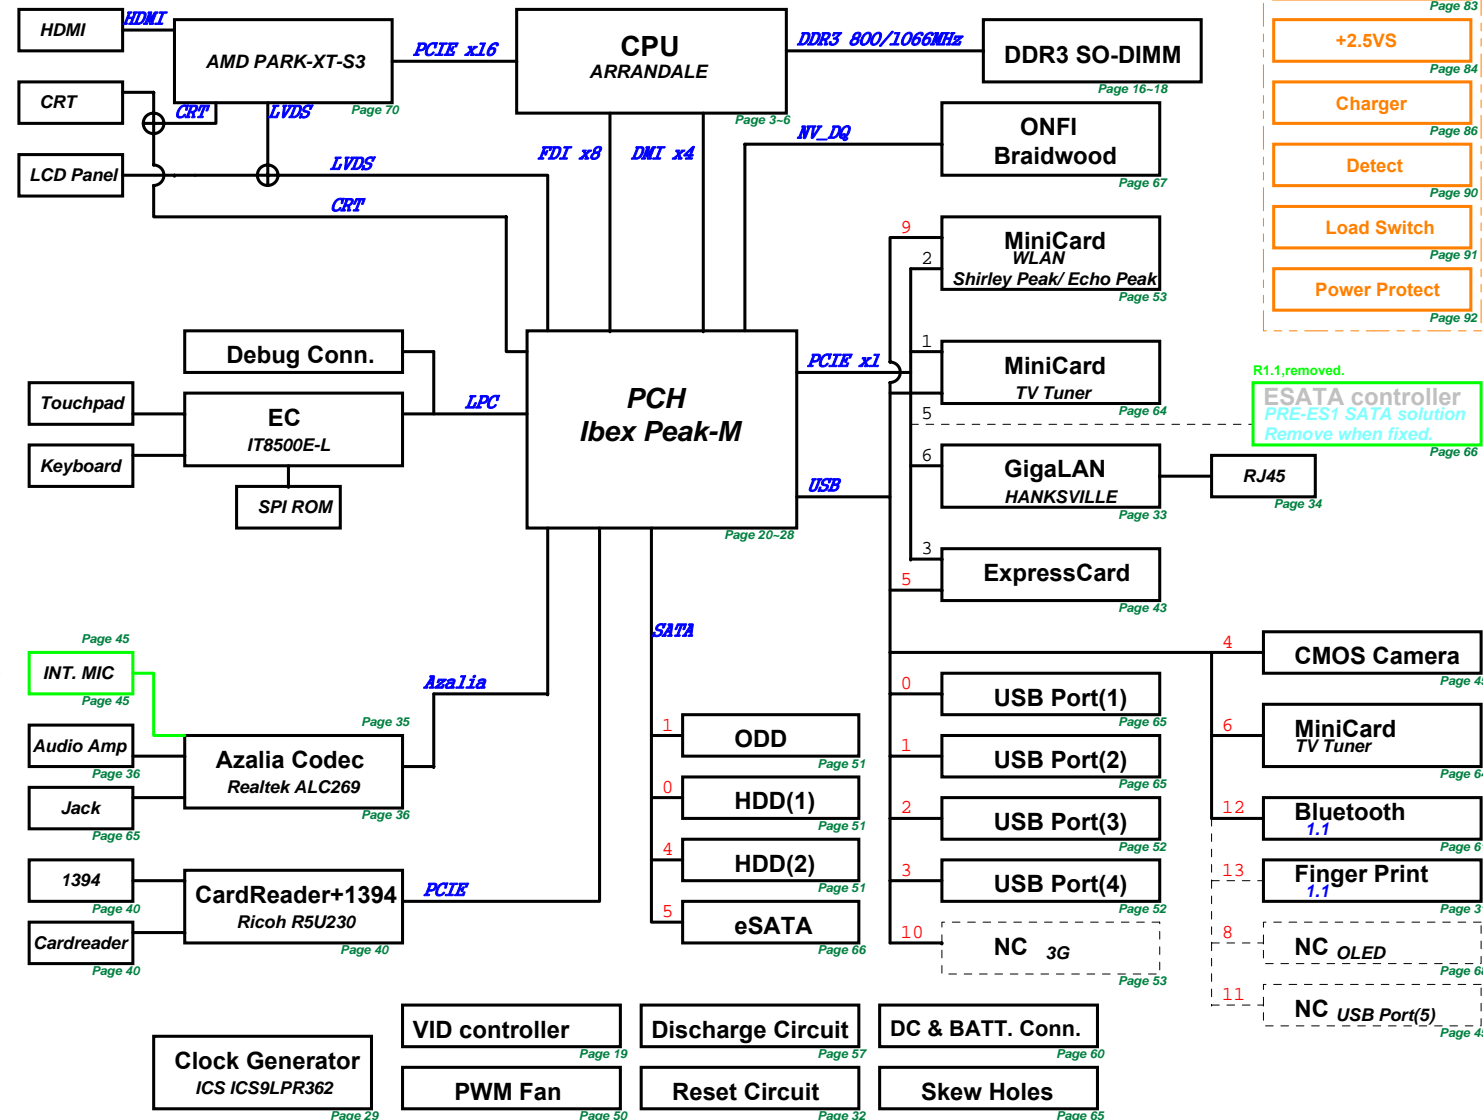 HDMI
HDMI
AMD PARK-XT-S3
Page 70
PCIE x16
CPU
ARRANDALE
Page 3~6
DDR3 800/1066MHz
DDR3 SO-DIMM
Page 16~18
Page 83
+2.5VS
Page 84
Charger
Page 86
Detect
Page 90
Load Switch
Page 91
Power Protect
Page 92
CRT
CRT
LVDS
LCD Panel
LVDS
CRT
FDI x8
DMI x4
NV_DQ
ONFI
Braidwood
Page 67
9
2
MiniCard
WLAN
Shirley Peak/ Echo Peak
Page 53
Debug Conn.
Touchpad
Keyboard
EC
IT8500E-L
SPI ROM
LPC
PCH
Ibex Peak-M
Page 20~28
PCIE x1
USB
1
MiniCard
TV Tuner
Page 64
5
R1.1,removed.
ESATA controller
PRE-ES1 SATA solution
Remove when fixed.
Page 66
6
GigaLAN
HANKSVILLE
Page 33
RJ45
Page 34
3
5
ExpressCard
Page 43
Page 45
INT. MIC
Page 45
Audio Amp
Page 36
Jack
Page 65
Page 35
Azalia Codec
Realtek ALC269
Page 36
Azalia
1394
Page 40
Cardreader
Page 40
CardReader+1394
Ricoh R5U230
Page 40
PCIE
SATA
1
ODD
Page 51
0
HDD(1)
Page 51
4
HDD(2)
Page 51
5
eSATA
Page 66
0
USB Port(1)
Page 65
1
USB Port(2)
Page 65
2
USB Port(3)
Page 52
3
USB Port(4)
Page 52
10
NC 3G
Page 53
4
CMOS Camera
Page 45
6
MiniCard
TV Tuner
Page 64
12
Bluetooth
1.1
Page 6
13
Finger Print
1.1
Page 3
8
NC OLED
Page 68
11
NC USB Port(5)
Page 45
Clock Generator
ICS ICS9LPR362
Page 29
VID controller
Page 19
PWM Fan
Page 50
Discharge Circuit
Page 57
Reset Circuit
Page 32
DC & BATT. Conn.
Page 60
Skew Holes
Page 65